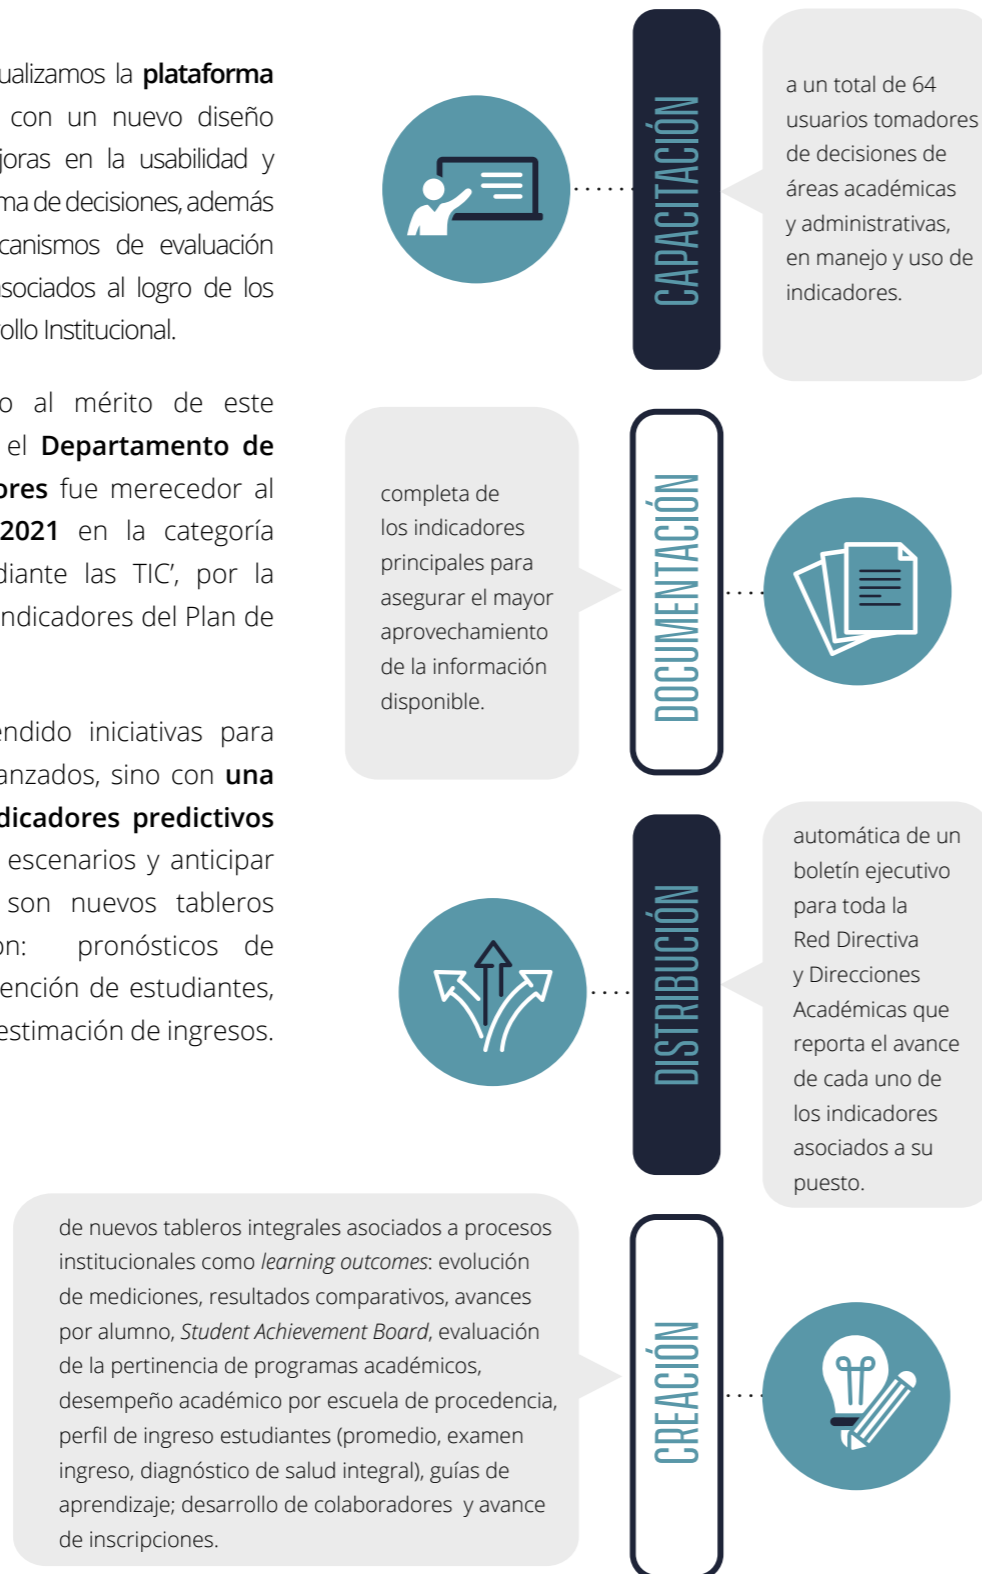 ualizamos la plataforma
con un nuevo diseño
joras en la usabilidad y
ma de decisiones, además
canismos de evaluación
asociados al logro de los
ollo Institucional.
o al mérito de este
el Departamento de
ores fue merecedor al
2021 en la categoría
diante las TIC’, por la
ndicadores del Plan de
endido iniciativas para
anzados, sino con una
dicadores predictivos
escenarios y anticipar
son nuevos tableros
on: pronósticos de
ención de estudiantes,
estimación de ingresos.
CAPACITACIÓN
a un total de 64
usuarios tomadores
de decisiones de
áreas académicas
y administrativas,
en manejo y uso de
indicadores.
DOCUMENTACIÓN
completa de
los indicadores
principales para
asegurar el mayor
aprovechamiento
de la información
disponible.
DISTRIBUCIÓN
automática de un
boletín ejecutivo
para toda la
Red Directiva
y Direcciones
Académicas que
reporta el avance
de cada uno de
los indicadores
asociados a su
puesto.
CREACIÓN
de nuevos tableros integrales asociados a procesos
institucionales como learning outcomes: evolución
de mediciones, resultados comparativos, avances
por alumno, Student Achievement Board, evaluación
de la pertinencia de programas académicos,
desempeño académico por escuela de procedencia,
perfil de ingreso estudiantes (promedio, examen
ingreso, diagnóstico de salud integral), guías de
aprendizaje; desarrollo de colaboradores y avance
de inscripciones.